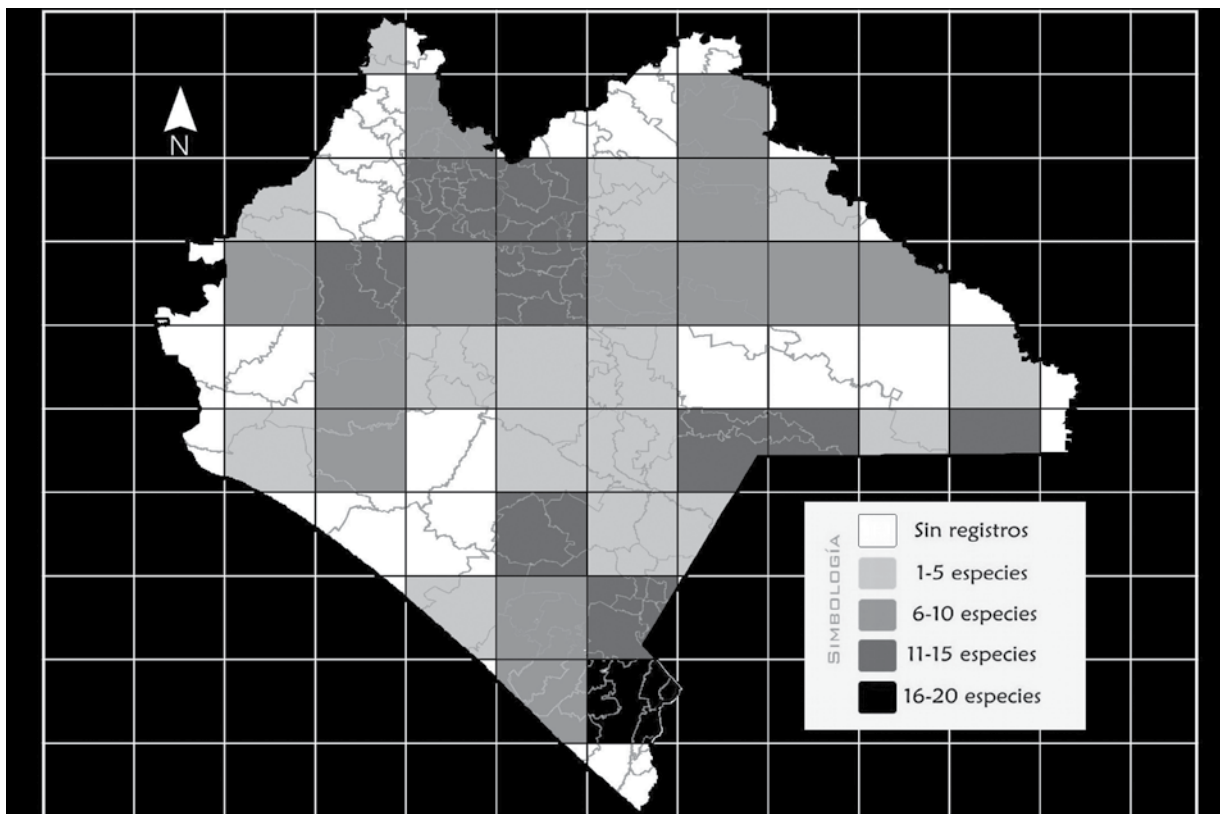 N
SIMBOLOGÍA
Sin registros
1-5 especies
6-10 especies
11-15 especies
16-20 especies